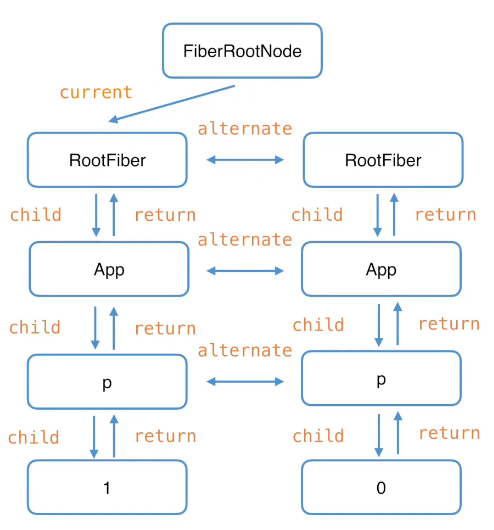 FiberRootNode
current
alternate
RootFiber
RootFiber
child
return
child
return
alternate
App
App
child
return
child
return
alternate
p
p
child
return
child
return
1
0